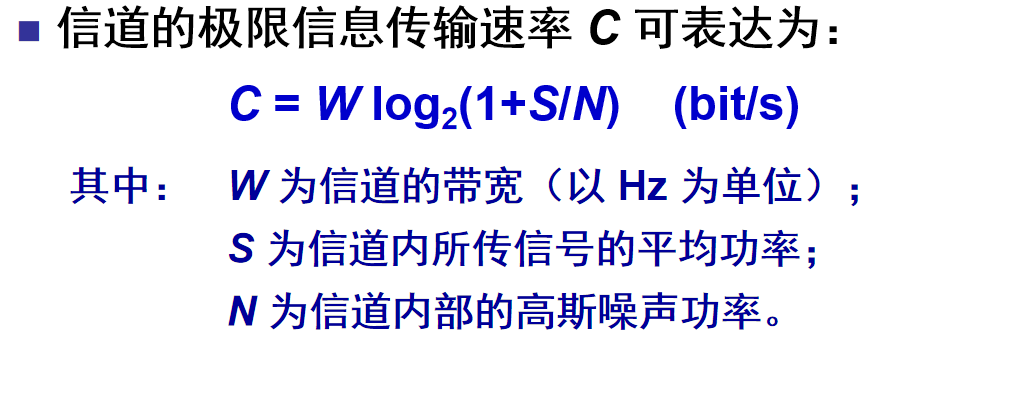 ■ 信道的极限信息传输速率 C 可表达为：
C = W log₂(1+S/N) (bit/s)
其中： W 为信道的带宽（以 Hz 为单位）；
S 为信道内所传信号的平均功率；
N 为信道内部的高斯噪声功率。